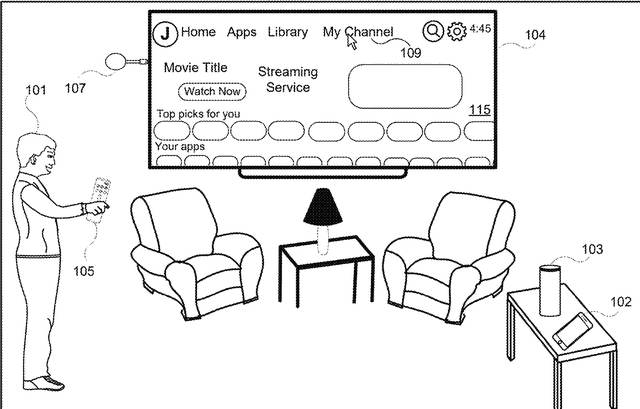 J Home Apps Library My Channel 4:45
104
109
107
Movie Title
Streaming
Service
Watch Now
101
115
Top picks for you
Your apps
105
103
102